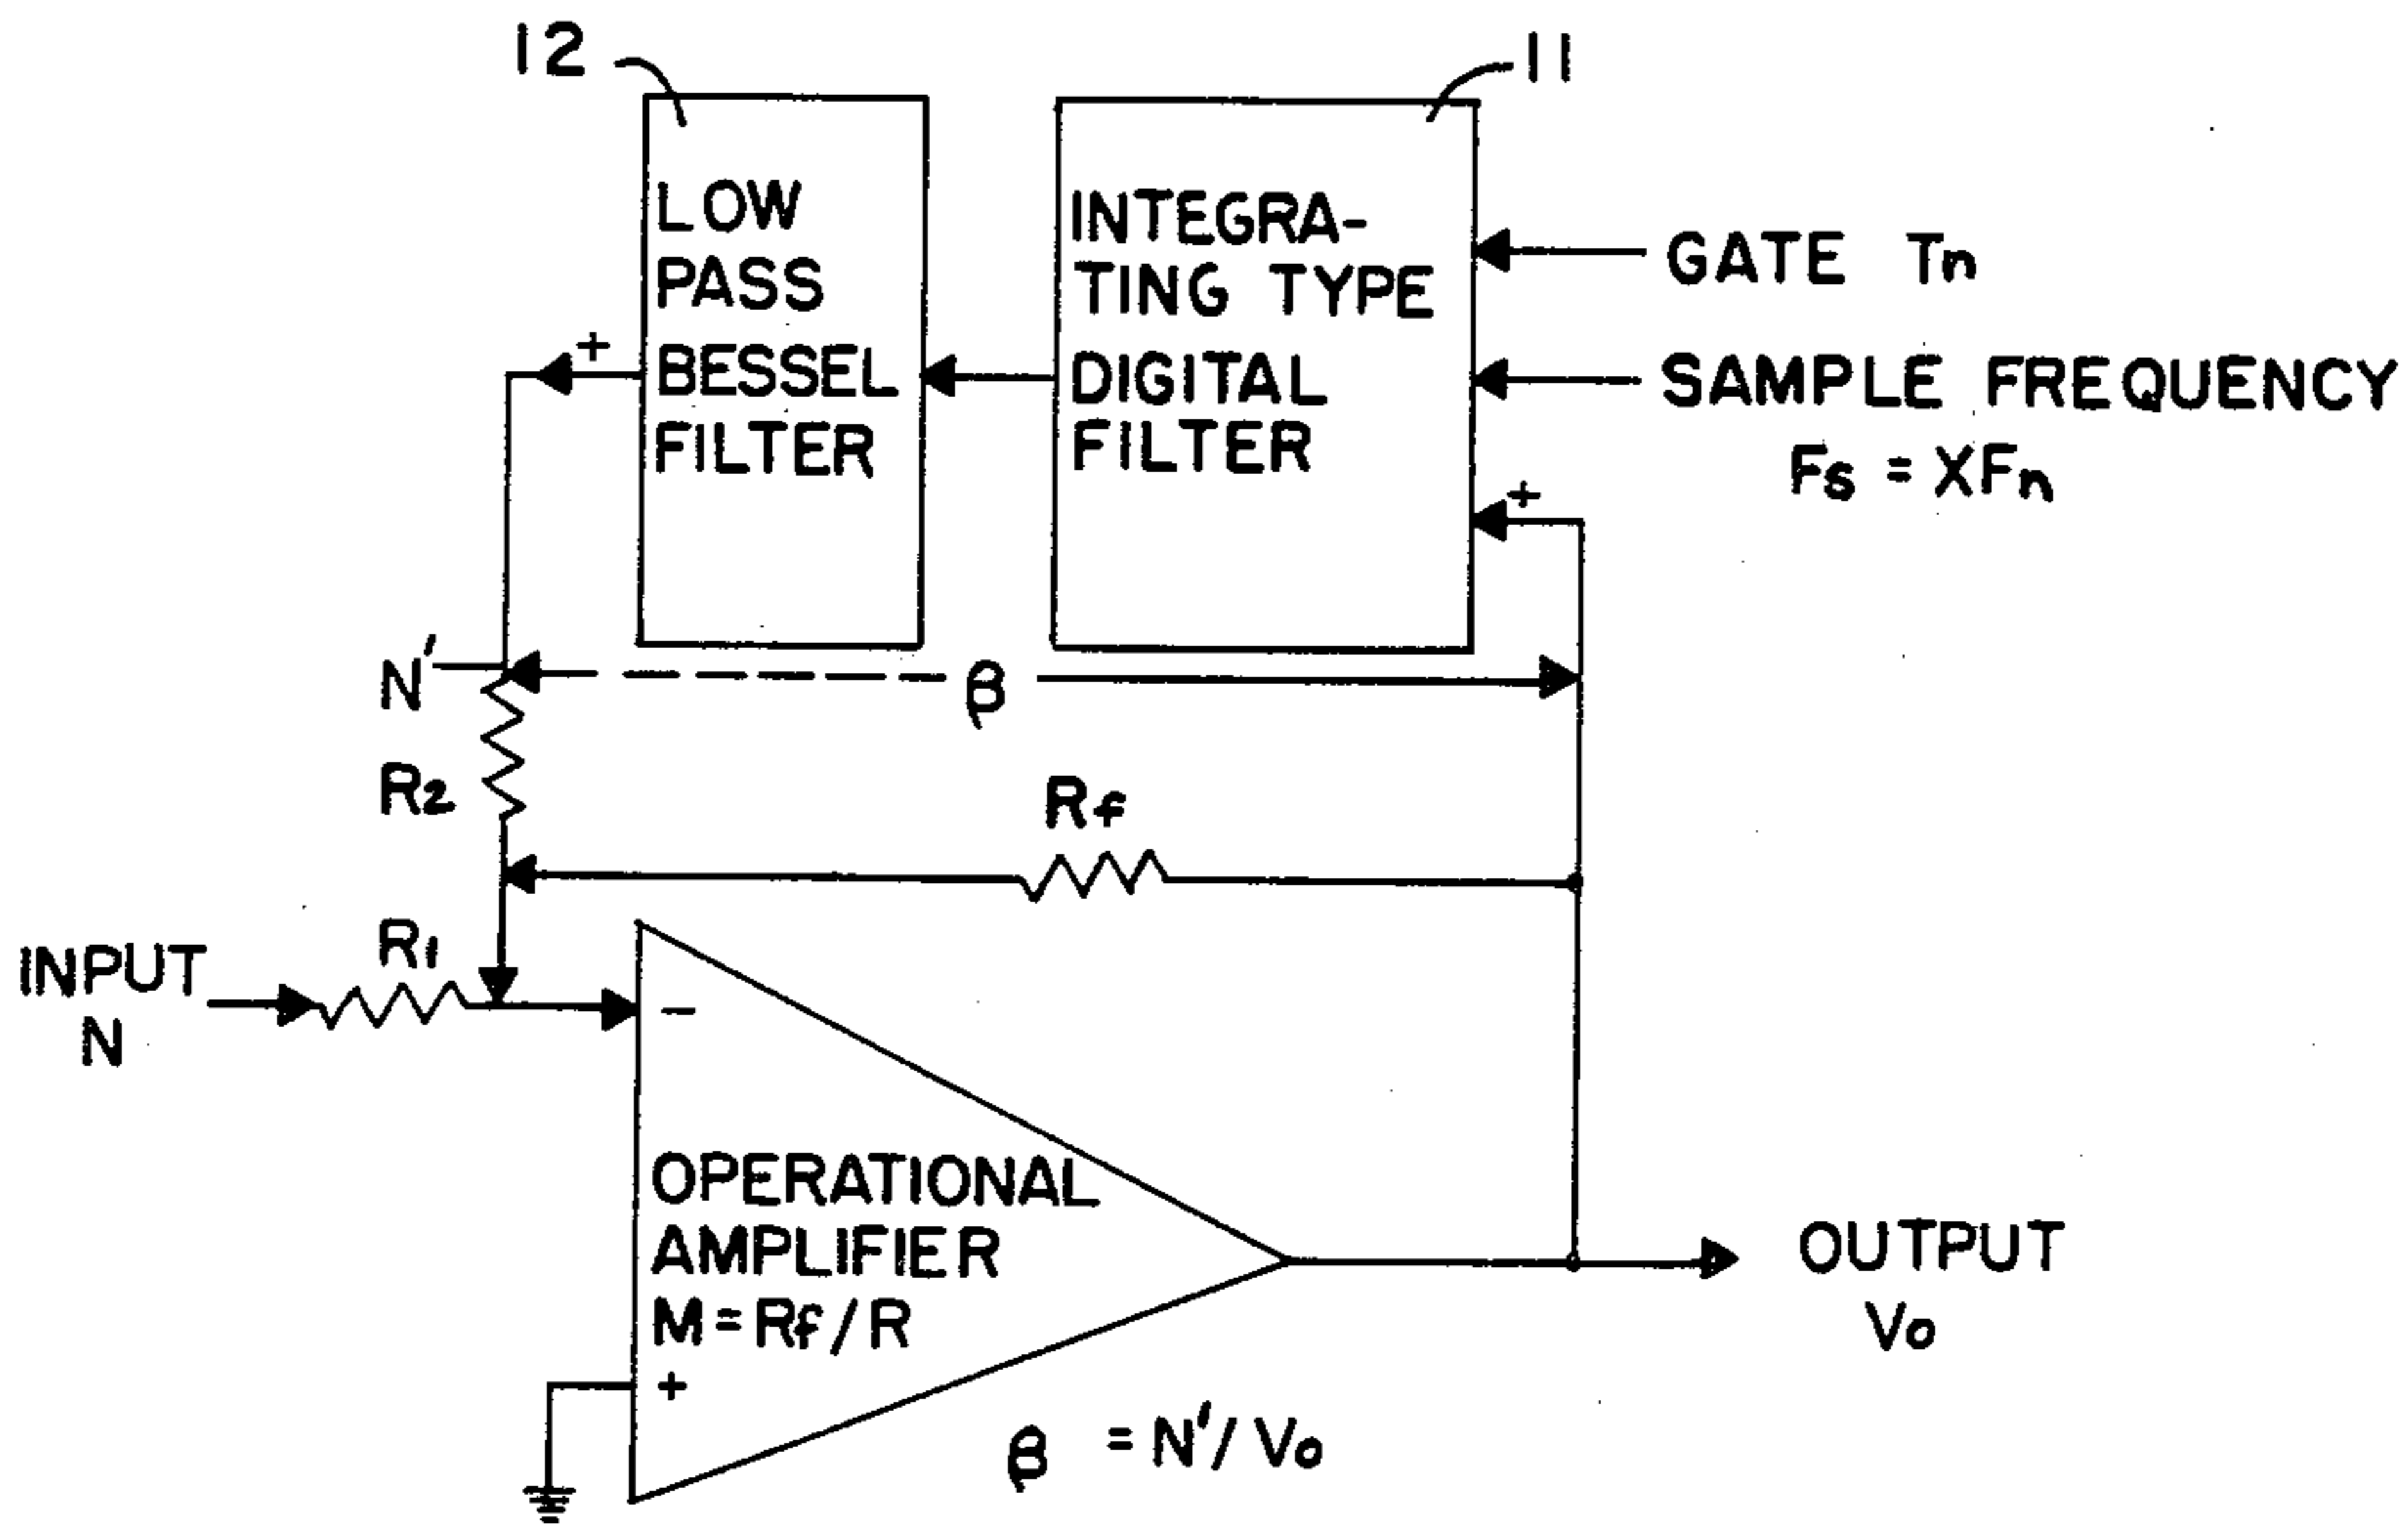 12
11
LOW
PASS
BESSEL
FILTER
INTEGRA-
TING TYPE
DIGITAL
FILTER
GATE Tn
SAMPLE FREQUENCY
Fs = XFn
+
+
N'
β
R2
Rf
R1
INPUT
N
-
OPERATIONAL
AMPLIFIER
M = Rf/R
+
OUTPUT
Vo
β = N'/Vo